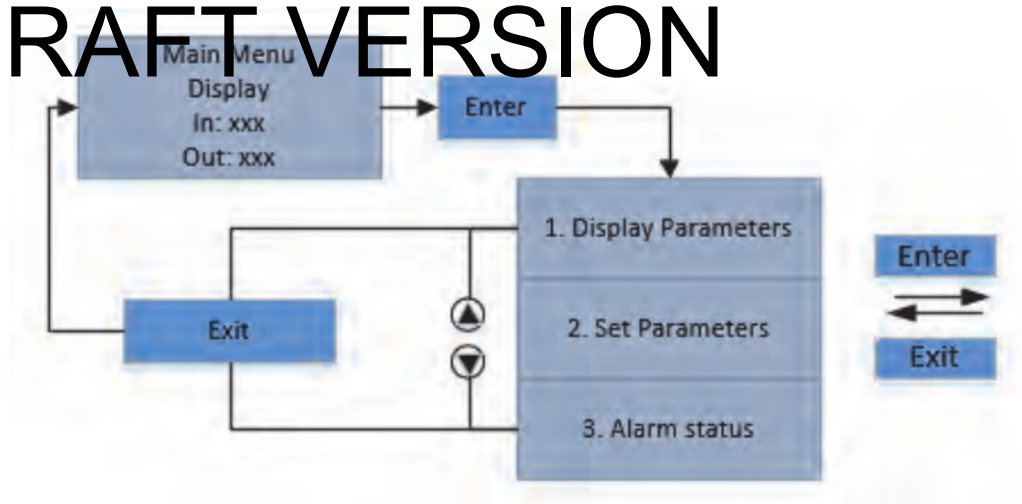 RAFT VERSION
Main Menu
Display
In: xxx
Out: xxx
Enter
1. Display Parameters
Enter
Exit
2. Set Parameters
Exit
3. Alarm status